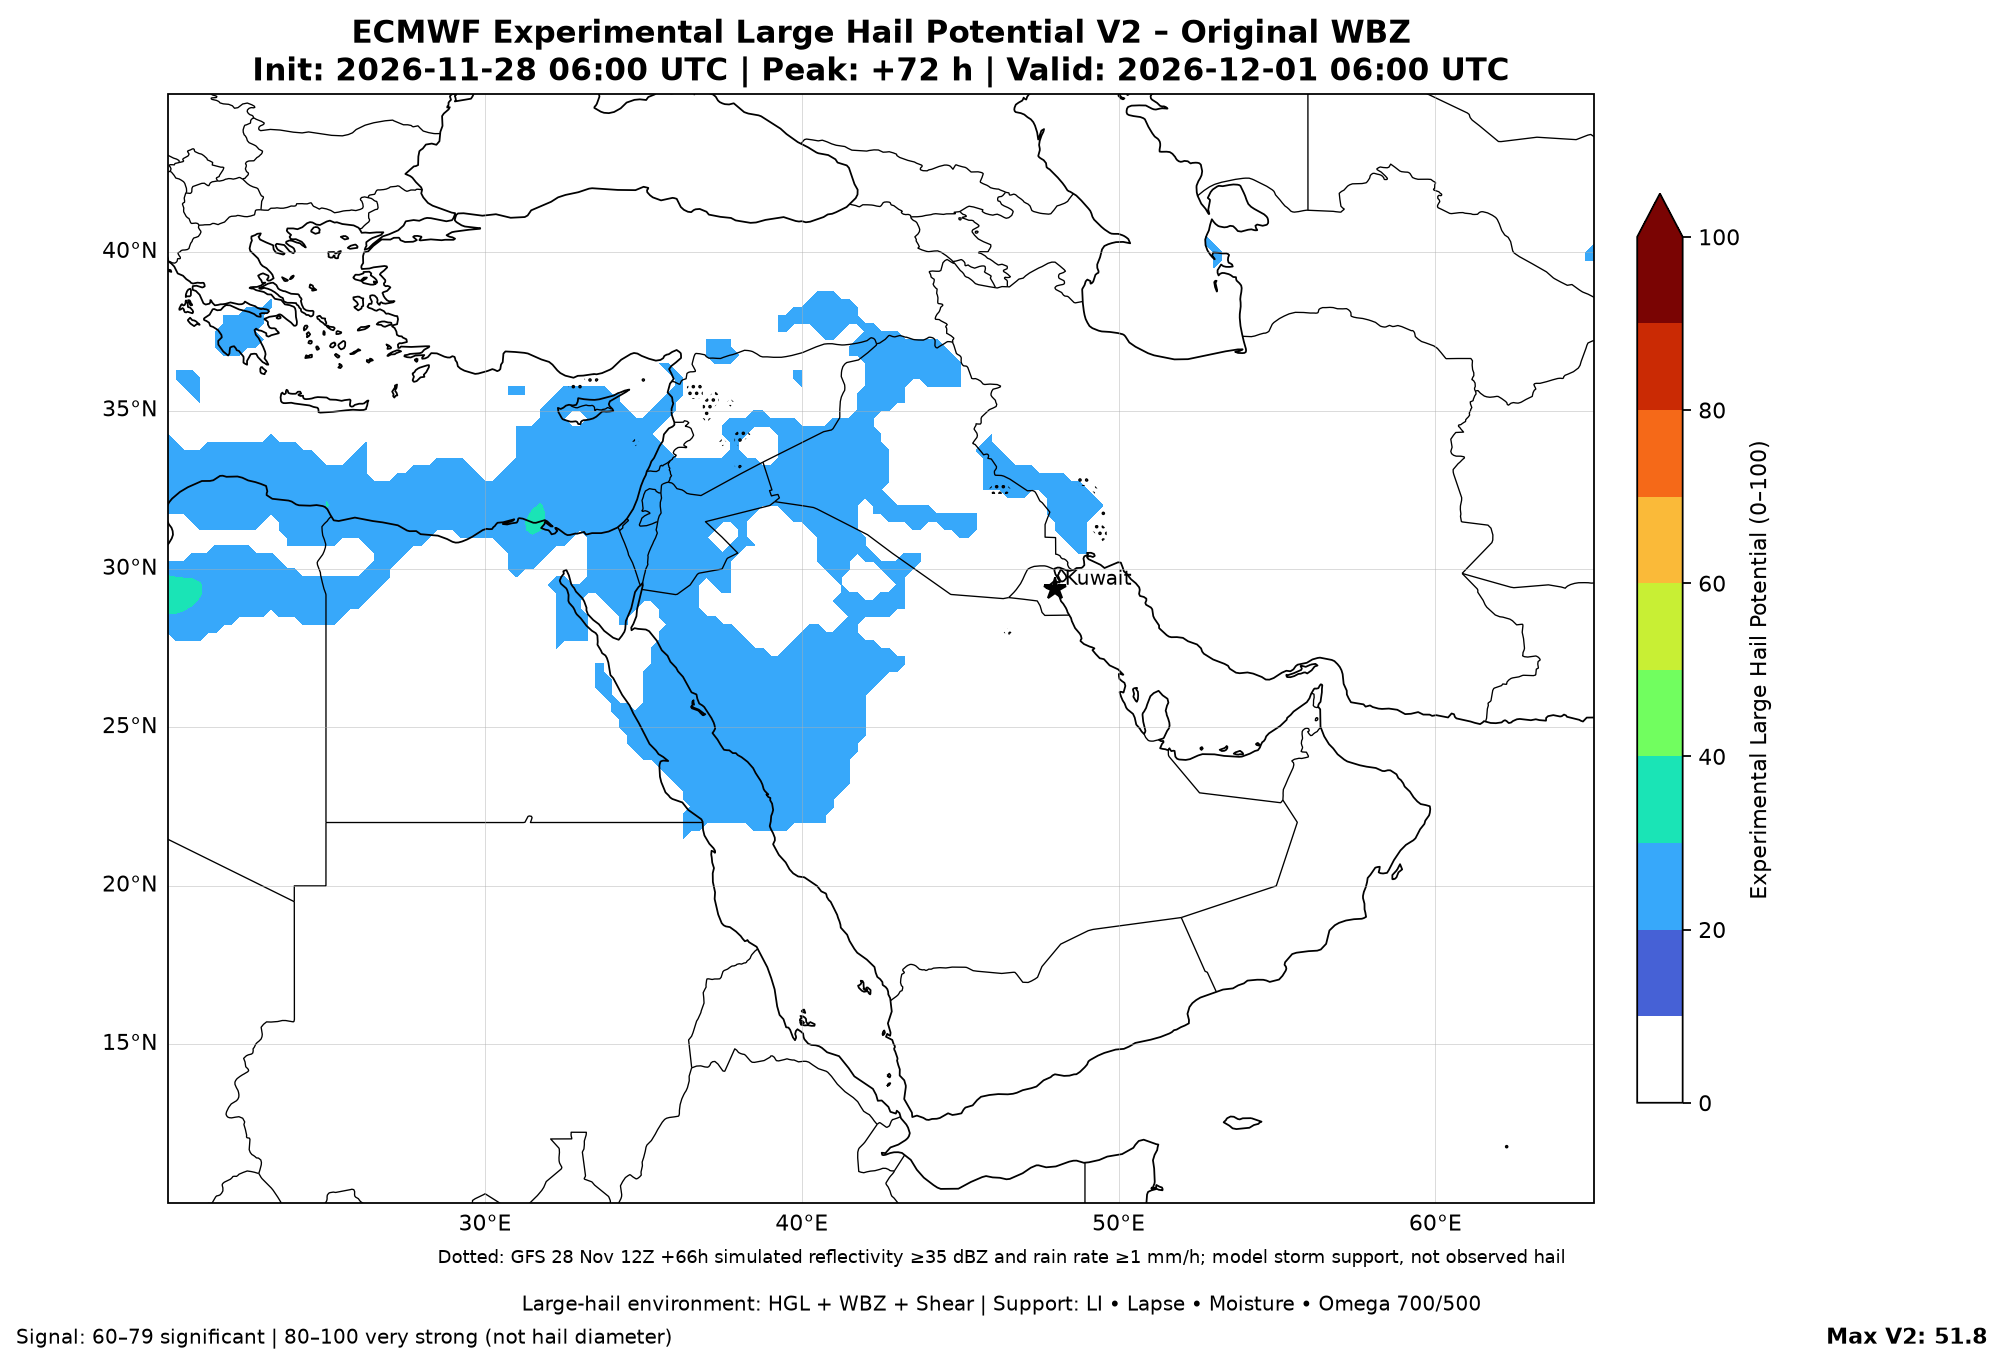 ECMWF Experimental Large Hail Potential V2 – Original WBZ
Init: 2026-11-28 06:00 UTC | Peak: +72 h | Valid: 2026-12-01 06:00 UTC
40°N
35°N
30°N
25°N
20°N
15°N
Kuwait
30°E
40°E
50°E
60°E
100
80
60
40
20
0
Experimental Large Hail Potential (0–100)
Dotted: GFS 28 Nov 12Z +66h simulated reflectivity ≥35 dBZ and rain rate ≥1 mm/h; model storm support, not observed hail
Large-hail environment: HGL + WBZ + Shear | Support: LI • Lapse • Moisture • Omega 700/500
Signal: 60–79 significant | 80–100 very strong (not hail diameter)
Max V2: 51.8